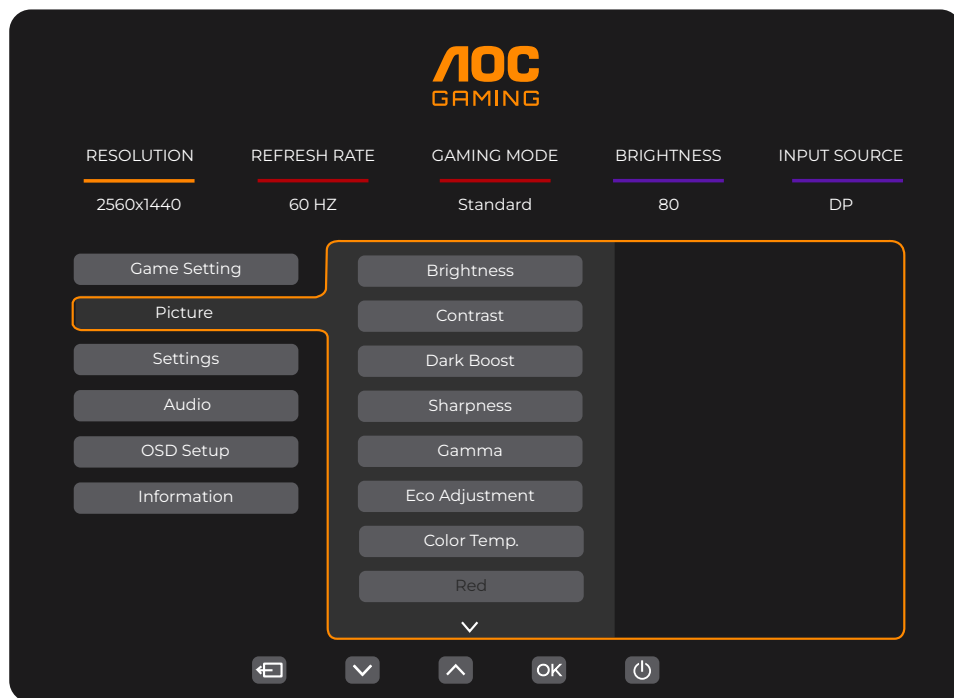 AOC
GAMING
RESOLUTION REFRESH RATE GAMING MODE BRIGHTNESS INPUT SOURCE
2560x1440 60 HZ Standard 80 DP
Game Setting
Picture
Settings
Audio
OSD Setup
Information
Brightness
Contrast
Dark Boost
Sharpness
Gamma
Eco Adjustment
Color Temp.
Red
OK